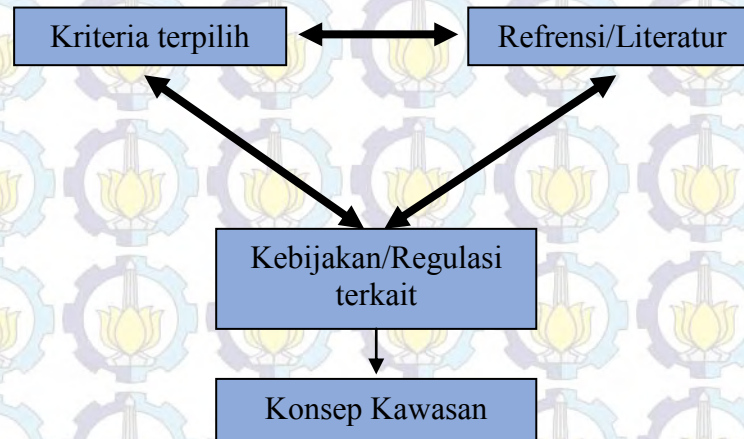 Kriteria terpilih
Refrensi/Literatur
Kebijakan/Regulasi
terkait
Konsep Kawasan